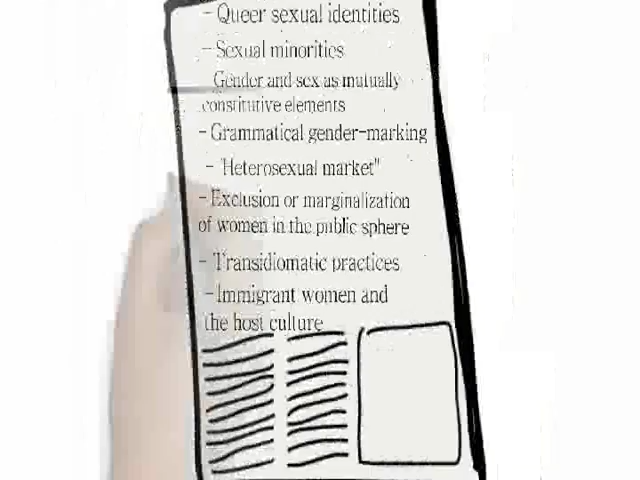 - Queer sexual identities
- Sexual minorities
Gender and sex as mutually
constitutive elements
- Grammatical gender-marking
- "Heterosexual market"
- Exclusion or marginalization
of women in the public sphere
- Transidiomatic practices
- Immigrant women and
the host culture